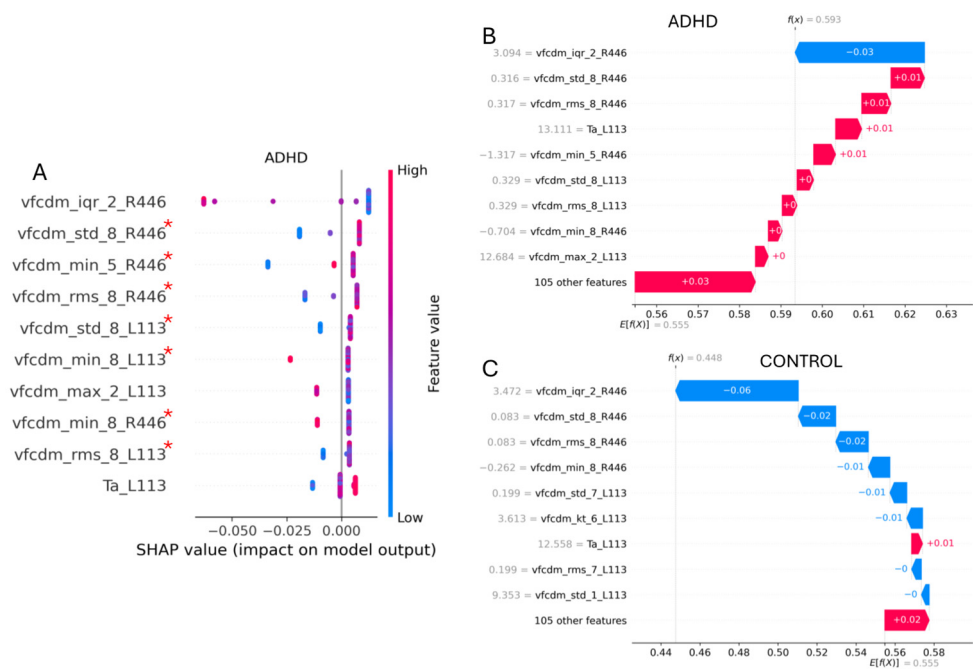 A
ADHD
High
vfcdm_iqr_2_R446
vfcdm_std_8_R446*
vfcdm_min_5_R446*
vfcdm_rms_8_R446*
vfcdm_std_8_L113*
vfcdm_min_8_L113*
vfcdm_max_2_L113
vfcdm_min_8_R446*
vfcdm_rms_8_L113*
Ta_L113
Feature value
Low
−0.050 −0.025 0.000
SHAP value (impact on model output)
B
ADHD
f(x) = 0.593
3.094 = vfcdm_iqr_2_R446 −0.03
0.316 = vfcdm_std_8_R446 +0.01
0.317 = vfcdm_rms_8_R446 +0.01
13.111 = Ta_L113 +0.01
−1.317 = vfcdm_min_5_R446 +0.01
0.329 = vfcdm_std_8_L113 +0
0.329 = vfcdm_rms_8_L113 +0
−0.704 = vfcdm_min_8_R446 +0
12.684 = vfcdm_max_2_L113 +0
105 other features +0.03
0.56 0.57 0.58 0.59 0.60 0.61 0.62 0.63
E[f(X)] = 0.555
C
CONTROL
f(x) = 0.448
3.472 = vfcdm_iqr_2_R446 −0.06
0.083 = vfcdm_std_8_R446 −0.02
0.083 = vfcdm_rms_8_R446 −0.02
−0.262 = vfcdm_min_8_R446 −0.01
0.199 = vfcdm_std_7_L113 −0.01
3.613 = vfcdm_kt_6_L113 −0.01
12.558 = Ta_L113 +0.01
0.199 = vfcdm_rms_7_L113 −0
9.353 = vfcdm_std_1_L113 −0
105 other features +0.02
0.44 0.46 0.48 0.50 0.52 0.54 0.56 0.58
E[f(X)] = 0.555